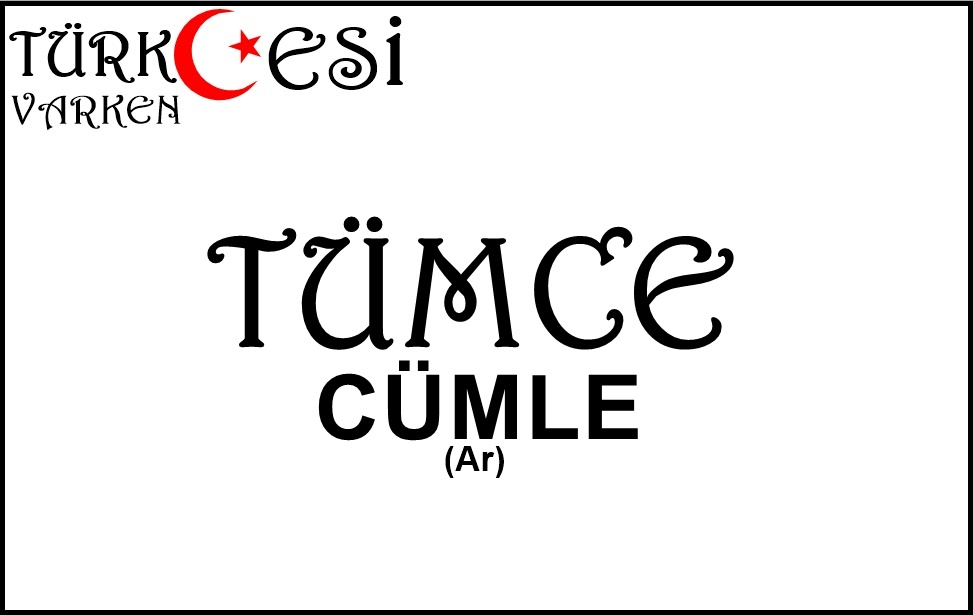 TÜRKÇESİ
VARKEN
TÜMCE
CÜMLE
(Ar)